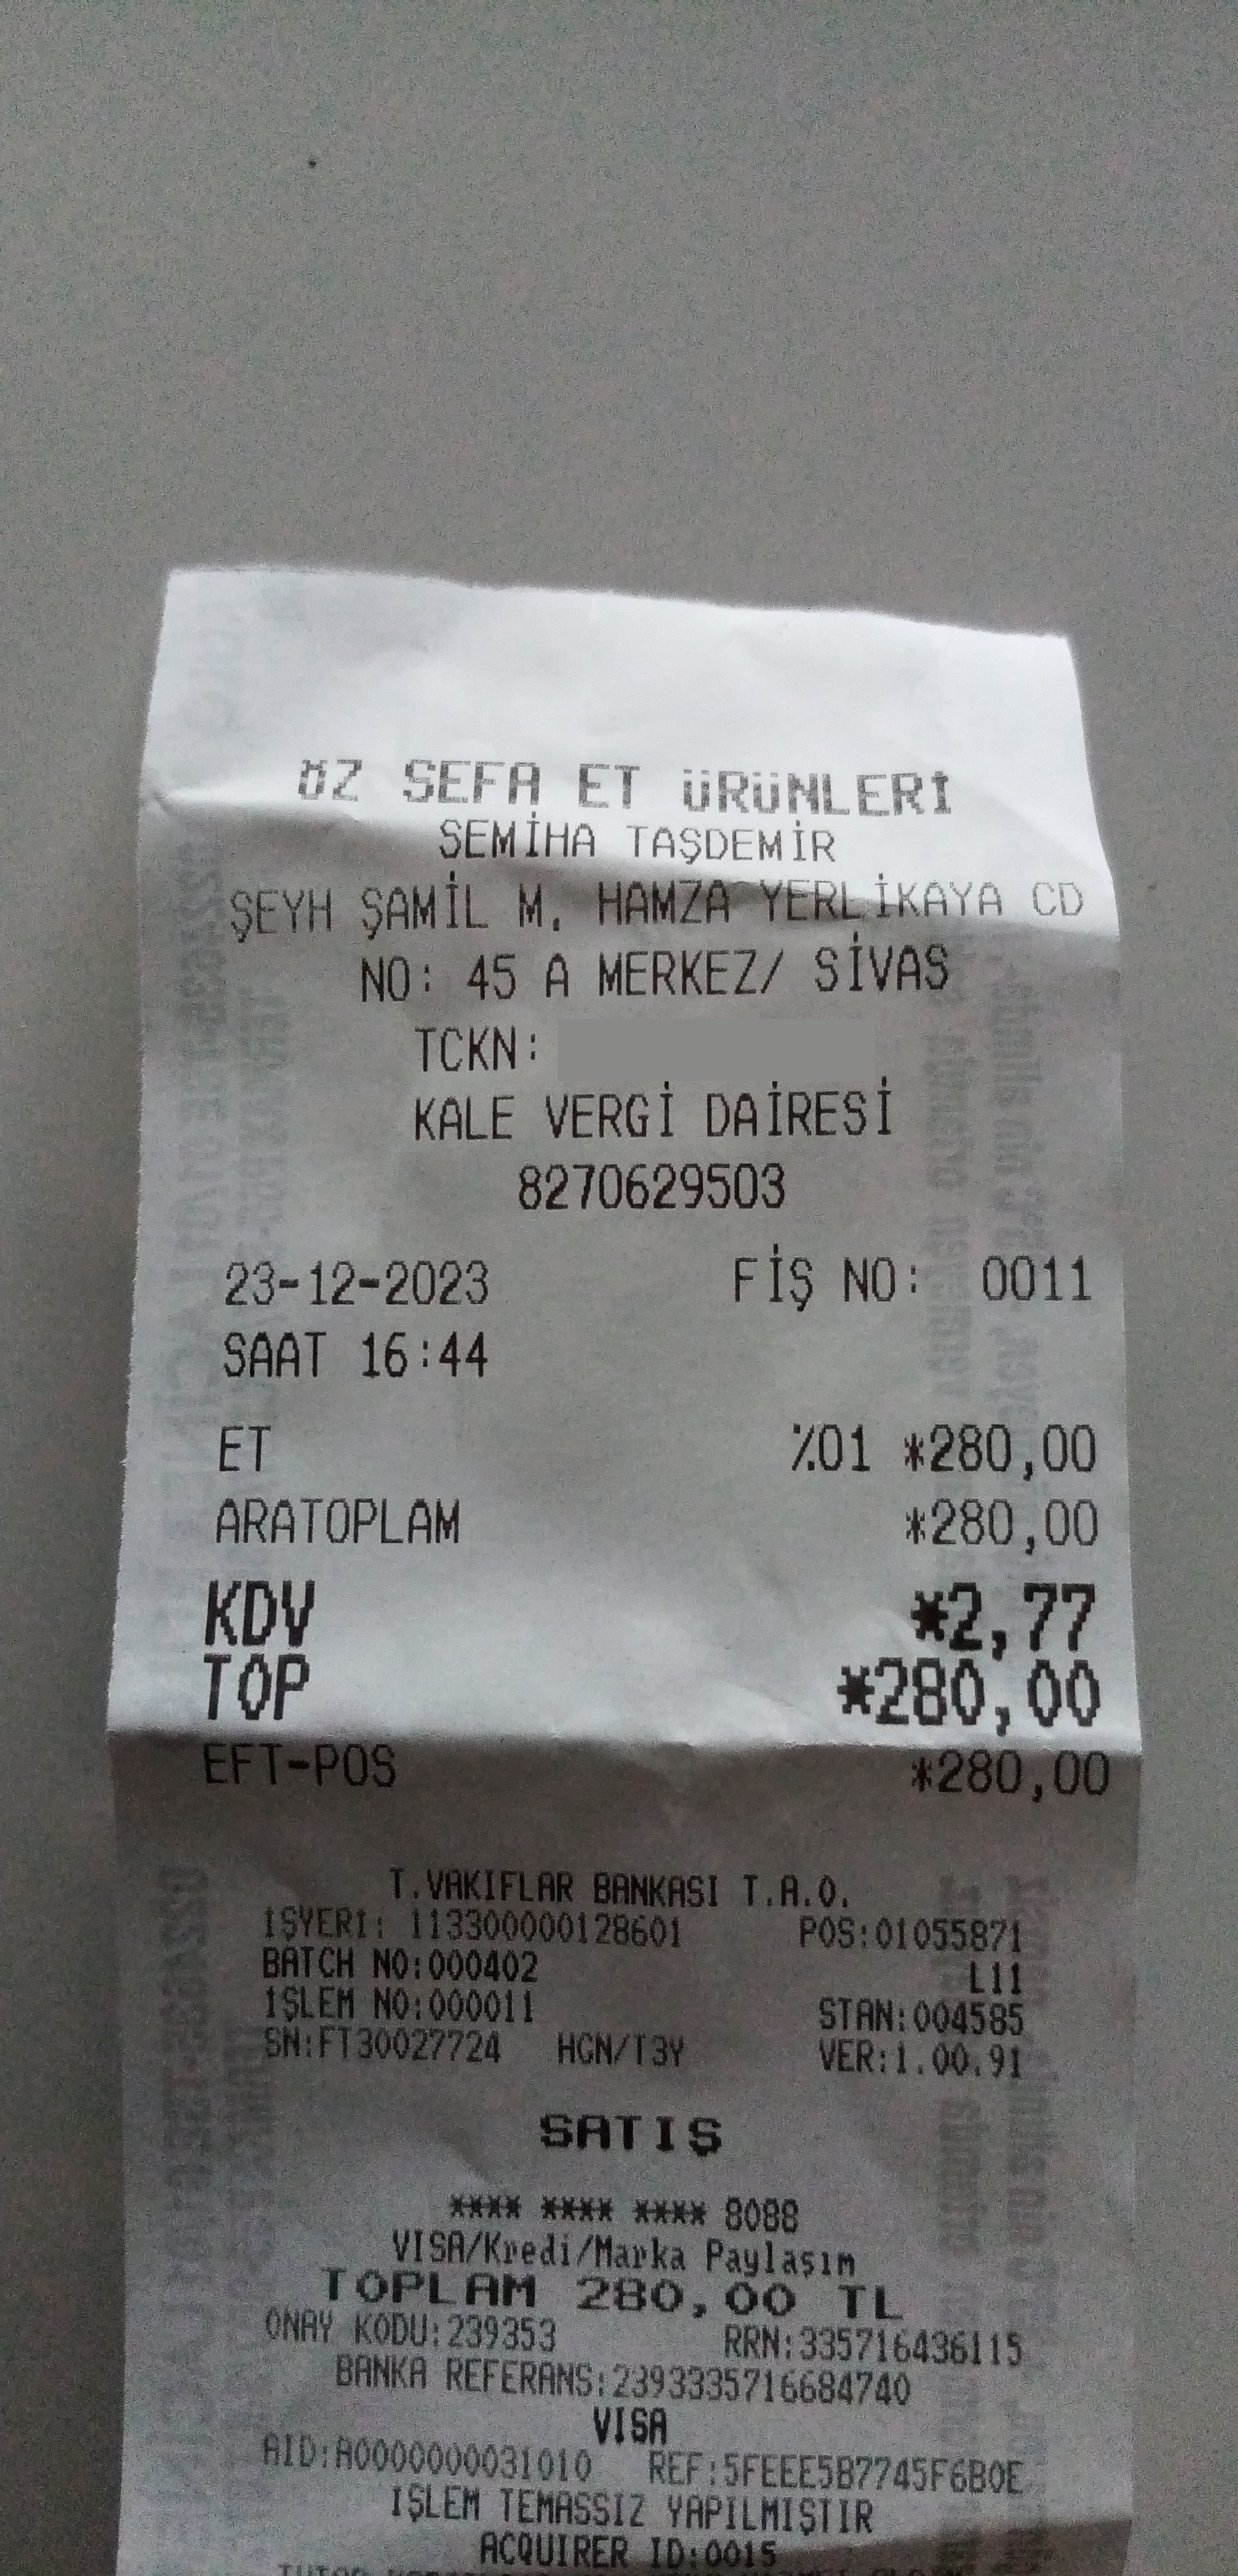 ÖZ SEFA ET ÜRÜNLERİ
SEMİHA TAŞDEMİR
ŞEYH ŞAMİL M. HAMZA YERLİKAYA CD
NO: 45 A MERKEZ/ SİVAS
TCKN:
KALE VERGİ DAİRESİ
8270629503
23-12-2023 FİŞ NO: 0011
SAAT 16:44
ET %01 *280,00
ARATOPLAM *280,00
KDV *2,77
TOP *280,00
EFT-POS *280,00
T.VAKIFLAR BANKASI T.A.O.
İŞYERİ: 113300000128601 POS:01055871
BATCH NO:000402 L11
İŞLEM NO:000011 STAN:004585
SN:FT30027724 HGN/T3Y VER:1.00.91
SATIŞ
**** **** **** 8088
VISA/Kredi/Marka Paylaşım
TOPLAM 280,00 TL
ONAY KODU:239353 RRN:335716436115
BANKA REFERANS:2393335716684740
VISA
AID:A0000000031010 REF:5FEEE5B7745F6B0E
İŞLEM TEMASSIZ YAPILMIŞTIR
ACQUIRER ID:0015